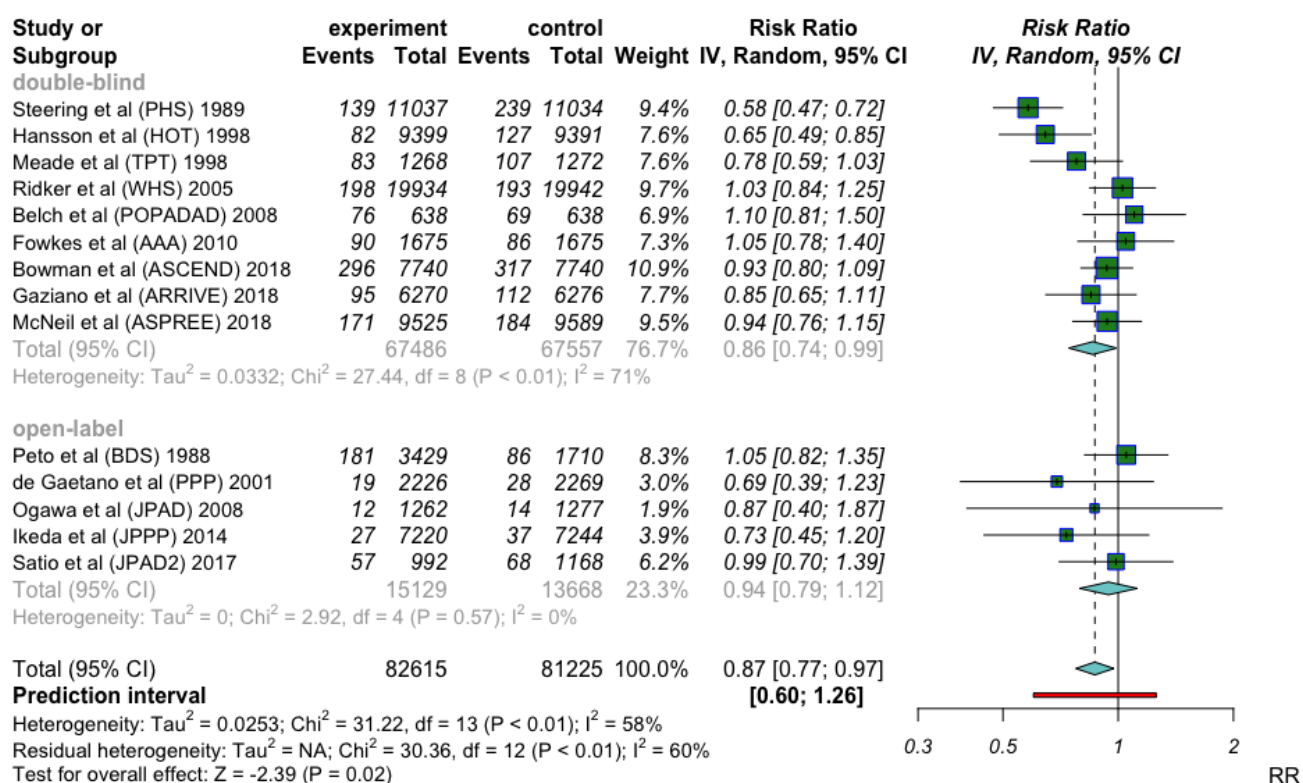 Study or experiment control Risk Ratio Risk Ratio
Subgroup Events Total Events Total Weight IV, Random, 95% CI IV, Random, 95% CI
double-blind
Steering et al (PHS) 1989 139 11037 239 11034 9.4% 0.58 [0.47; 0.72]
Hansson et al (HOT) 1998 82 9399 127 9391 7.6% 0.65 [0.49; 0.85]
Meade et al (TPT) 1998 83 1268 107 1272 7.6% 0.78 [0.59; 1.03]
Ridker et al (WHS) 2005 198 19934 193 19942 9.7% 1.03 [0.84; 1.25]
Belch et al (POPADAD) 2008 76 638 69 638 6.9% 1.10 [0.81; 1.50]
Fowkes et al (AAA) 2010 90 1675 86 1675 7.3% 1.05 [0.78; 1.40]
Bowman et al (ASCEND) 2018 296 7740 317 7740 10.9% 0.93 [0.80; 1.09]
Gaziano et al (ARRIVE) 2018 95 6270 112 6276 7.7% 0.85 [0.65; 1.11]
McNeil et al (ASPREE) 2018 171 9525 184 9589 9.5% 0.94 [0.76; 1.15]
Total (95% CI) 67486 67557 76.7% 0.86 [0.74; 0.99]
Heterogeneity: Tau² = 0.0332; Chi² = 27.44, df = 8 (P < 0.01); I² = 71%
open-label
Peto et al (BDS) 1988 181 3429 86 1710 8.3% 1.05 [0.82; 1.35]
de Gaetano et al (PPP) 2001 19 2226 28 2269 3.0% 0.69 [0.39; 1.23]
Ogawa et al (JPAD) 2008 12 1262 14 1277 1.9% 0.87 [0.40; 1.87]
Ikeda et al (JPPP) 2014 27 7220 37 7244 3.9% 0.73 [0.45; 1.20]
Satio et al (JPAD2) 2017 57 992 68 1168 6.2% 0.99 [0.70; 1.39]
Total (95% CI) 15129 13668 23.3% 0.94 [0.79; 1.12]
Heterogeneity: Tau² = 0; Chi² = 2.92, df = 4 (P = 0.57); I² = 0%
Total (95% CI) 82615 81225 100.0% 0.87 [0.77; 0.97]
Prediction interval [0.60; 1.26]
Heterogeneity: Tau² = 0.0253; Chi² = 31.22, df = 13 (P < 0.01); I² = 58%
Residual heterogeneity: Tau² = NA; Chi² = 30.36, df = 12 (P < 0.01); I² = 60%
0.3 0.5 1 2
Test for overall effect: Z = -2.39 (P = 0.02)
RR